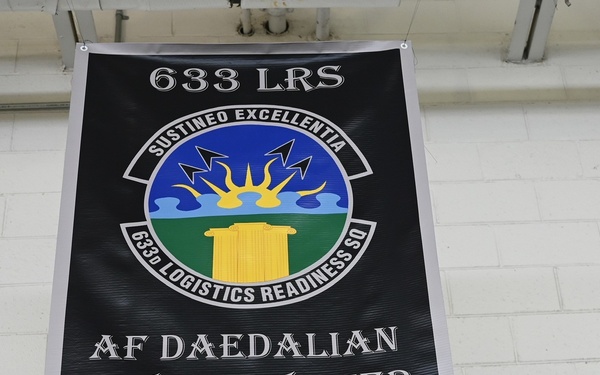 633 LRS
SUSTINEO EXCELLENTIA
633D LOGISTICS READINESS SQ
AF DAEDALIAN